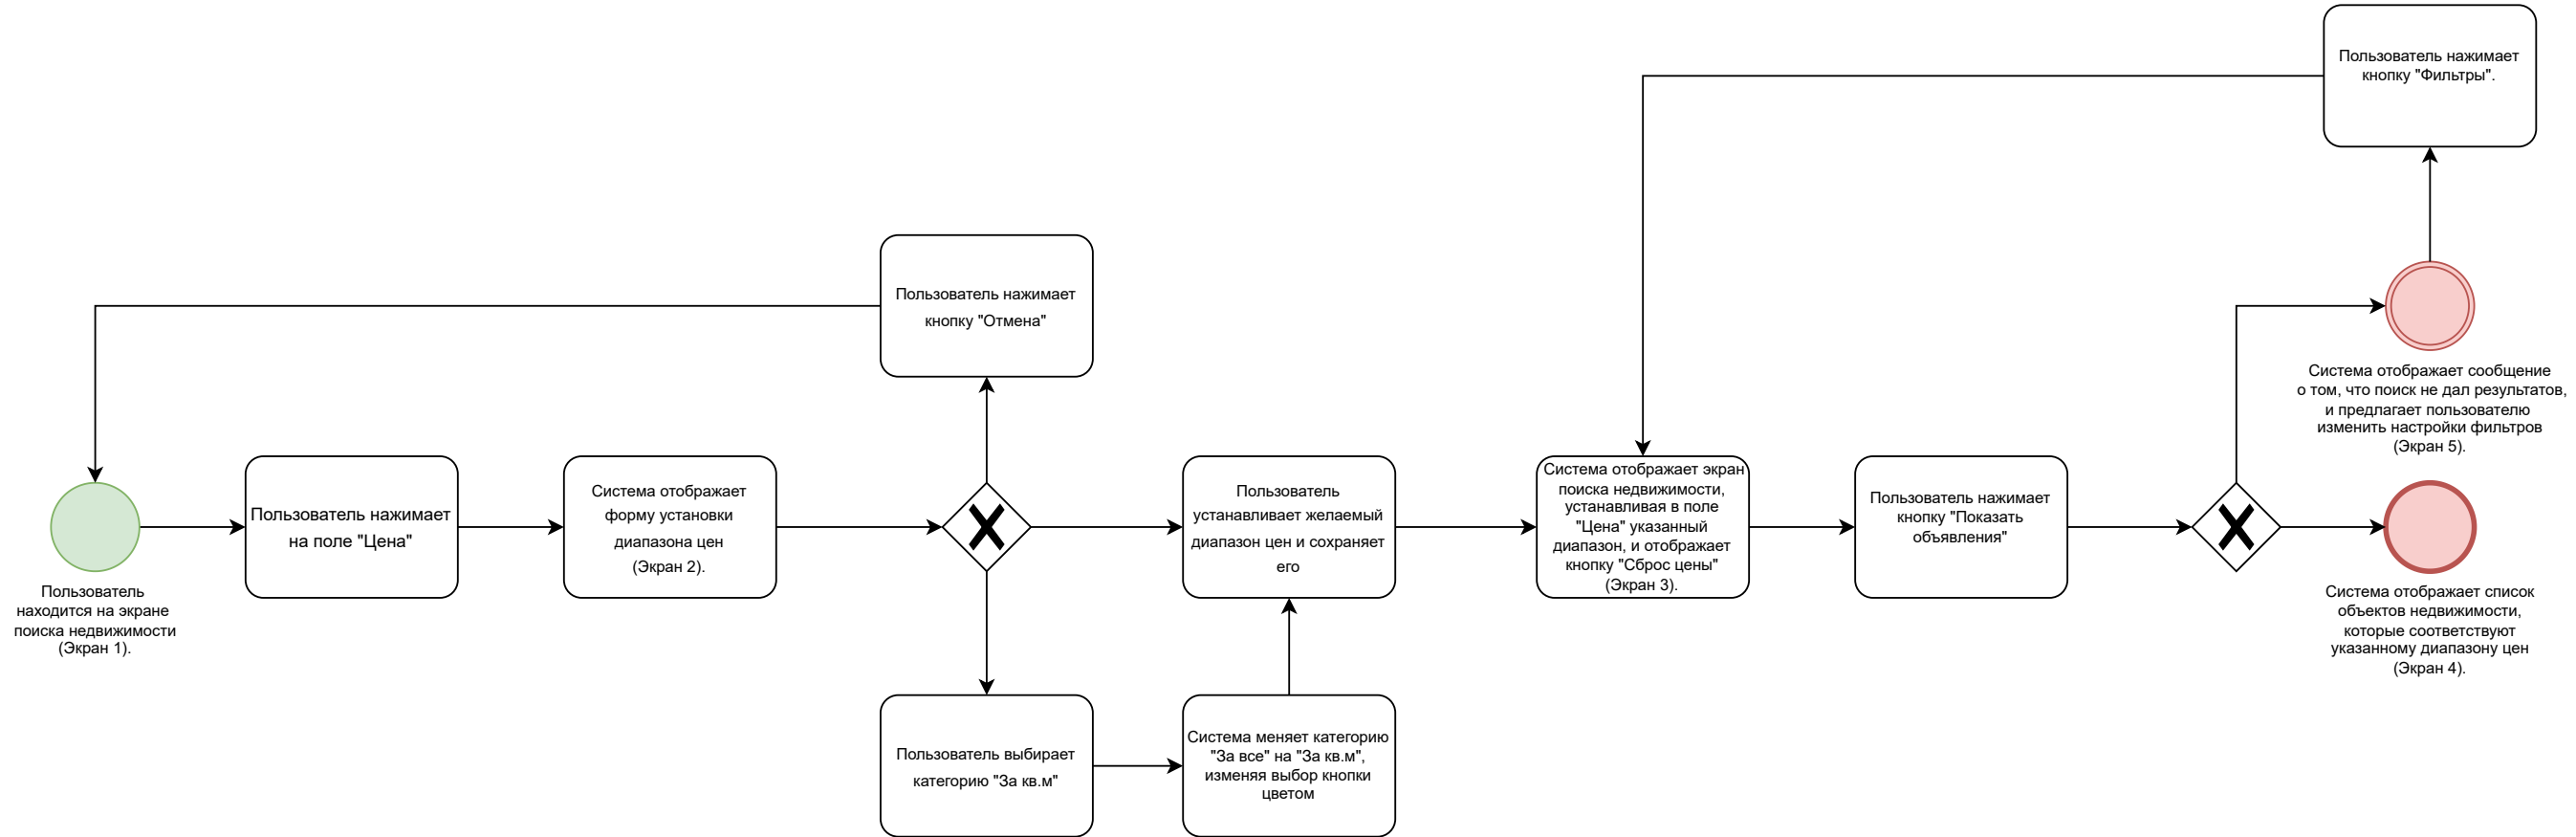 Пользователь нажимает
кнопку "Фильтры".
Пользователь нажимает
кнопку "Отмена"
Система отображает сообщение
о том, что поиск не дал результатов,
и предлагает пользователю
изменить настройки фильтров
(Экран 5).
Пользователь
находится на экране
поиска недвижимости
(Экран 1).
Пользователь нажимает
на поле "Цена"
Система отображает
форму установки
диапазона цен
(Экран 2).
Пользователь
устанавливает желаемый
диапазон цен и сохраняет
его
Система отображает экран
поиска недвижимости,
устанавливая в поле
"Цена" указанный
диапазон, и отображает
кнопку "Сброс цены"
(Экран 3).
Пользователь нажимает
кнопку "Показать
объявления"
Система отображает список
объектов недвижимости,
которые соответствуют
указанному диапазону цен
(Экран 4).
Пользователь выбирает
категорию "За кв.м"
Система меняет категорию
"За все" на "За кв.м",
изменяя выбор кнопки
цветом